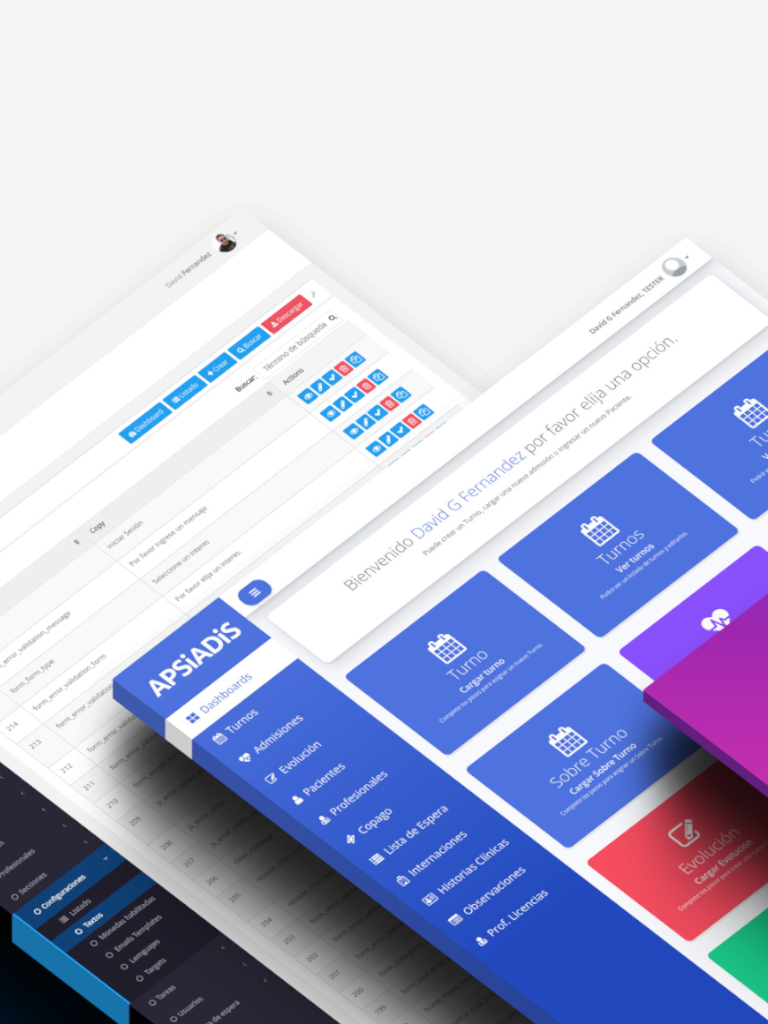 David Fernandez
Dashboard
Listado
Crear
Buscar
Descargar
Buscar:
Término de búsqueda
Actions
Copy
Iniciar Sesión
Por favor ingrese un mensaje
Seleccione un interes
Por favor elija un interes.
_error_validation_message
form_form_type
form_error_validation_form
214
213
212
211
210
209
208
207
206
205
204
203
202
201
200
199
Secciones
Configuraciones
Listado
Textos
Monedas habilitadas
Emails Templates
Lenguajes
Targets
Tareas
Usuarios
de espera
David G Fernandez, TESTER
Bienvenido David G Fernandez por favor elija una opción.
Puede crear un Turno, cargar una nueva admisión o ingresar un nuevo Paciente.
APSiADiS
Dashboards
Turnos
Admisiones
Evolución
Pacientes
Profesionales
Copago
Lista de Espera
Internaciones
Historias Clínicas
Observaciones
Prof. Licencias
Turno
Cargar turno
Complete los pasos para asignar un nuevo Turno.
Turnos
Ver turnos
Podrá ver un listado de turnos y editarlos.
Sobre Turno
Cargar Sobre Turno
Complete los pasos para asignar un Sobre Turno.
Evolución
Cargar Evolución